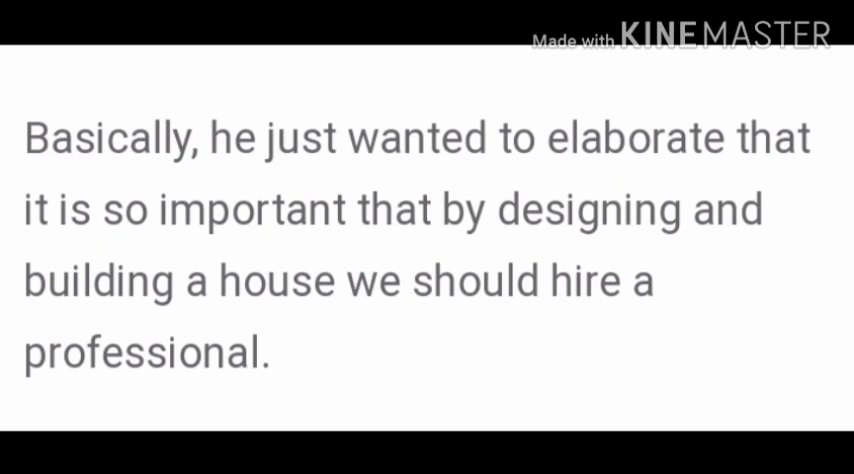 Made with KINEMASTER
Basically, he just wanted to elaborate that
it is so important that by designing and
building a house we should hire a
professional.